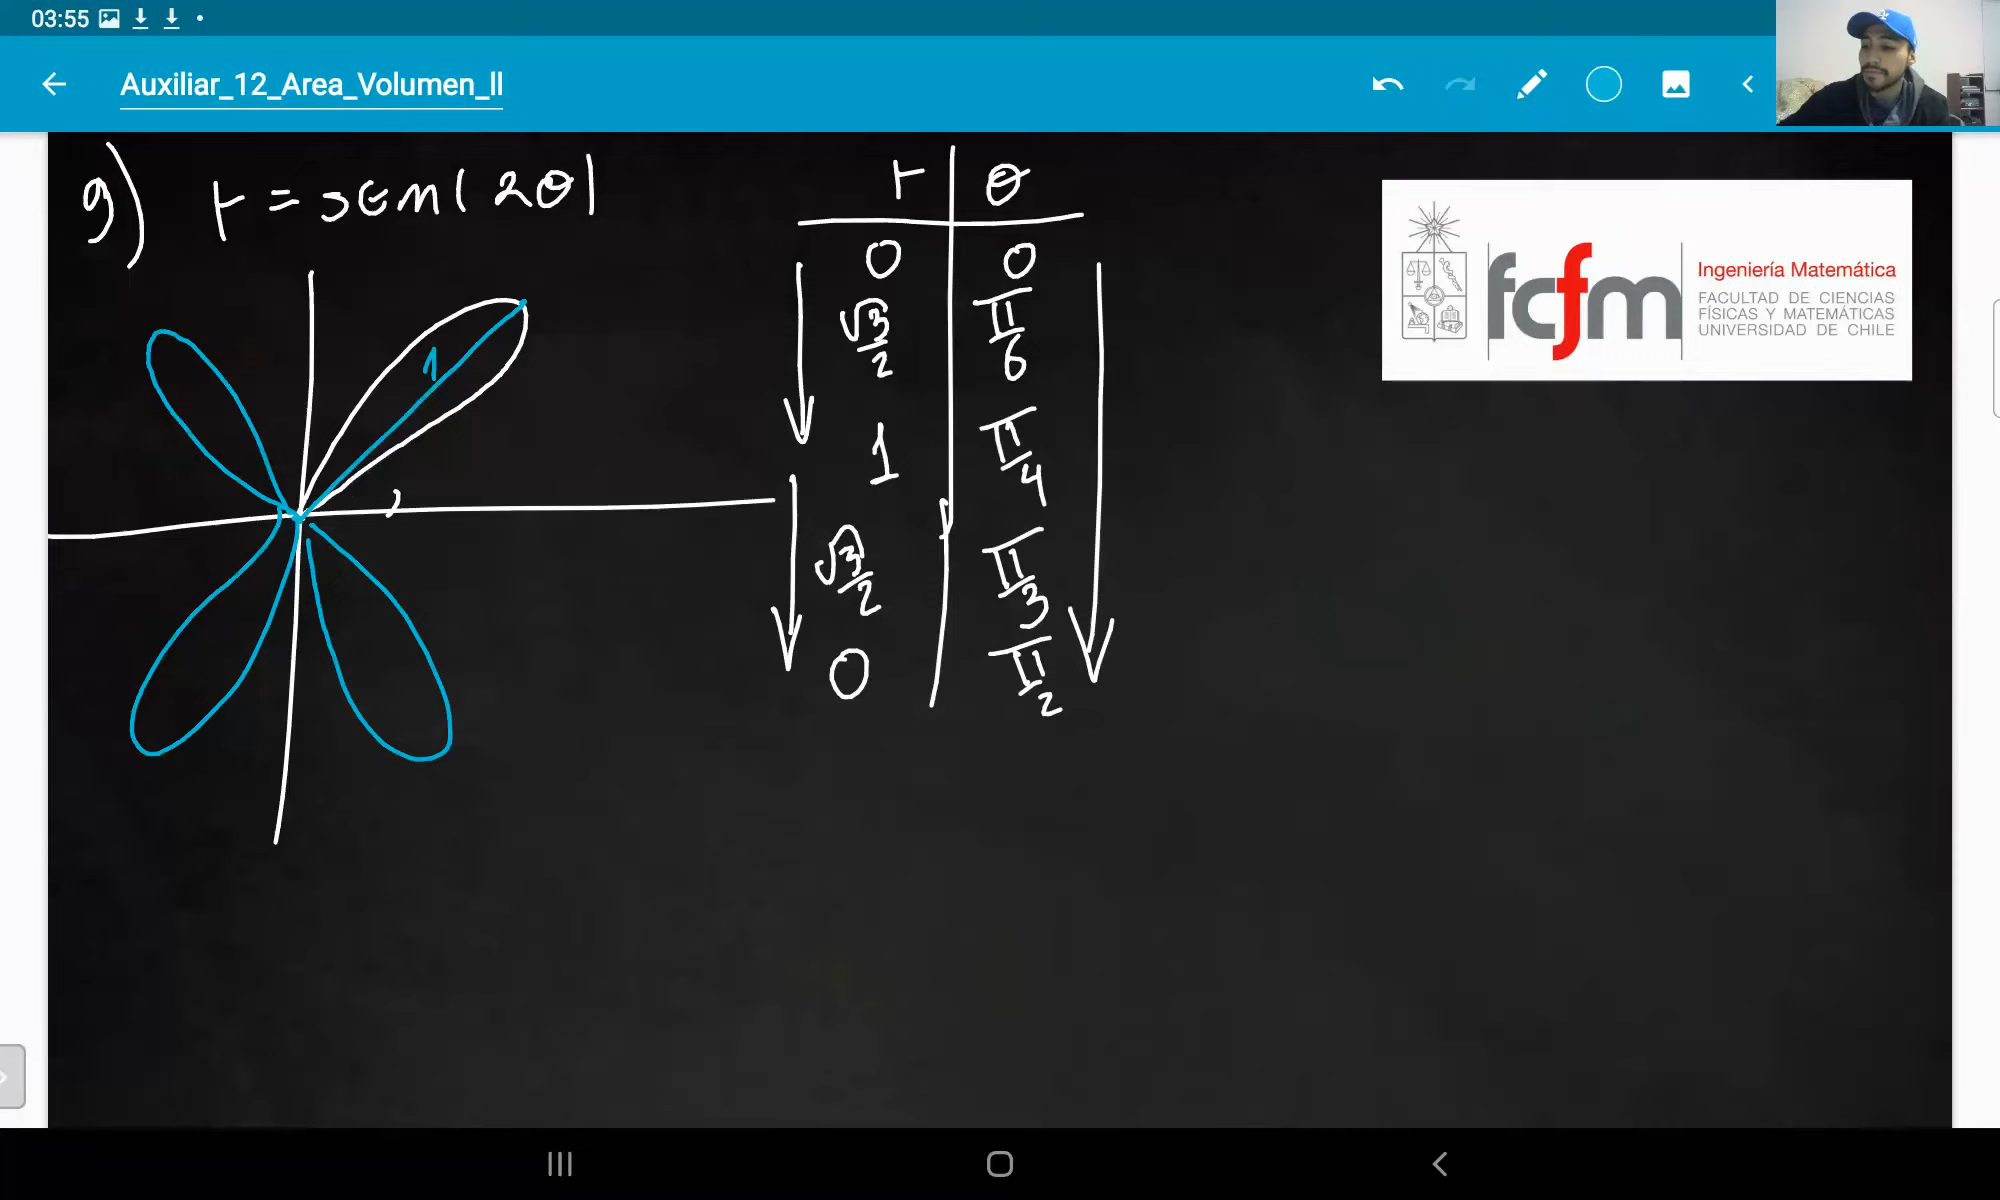 03:55
Auxiliar_12_Area_Volumen_ll
9) r = sen(2θ)
r | θ
0 | 0
√3/2 | π/6
1 | π/4
√3/2 | π/3
0 | π/2
1
fcfm
Ingeniería Matemática
FACULTAD DE CIENCIAS
FÍSICAS Y MATEMÁTICAS
UNIVERSIDAD DE CHILE